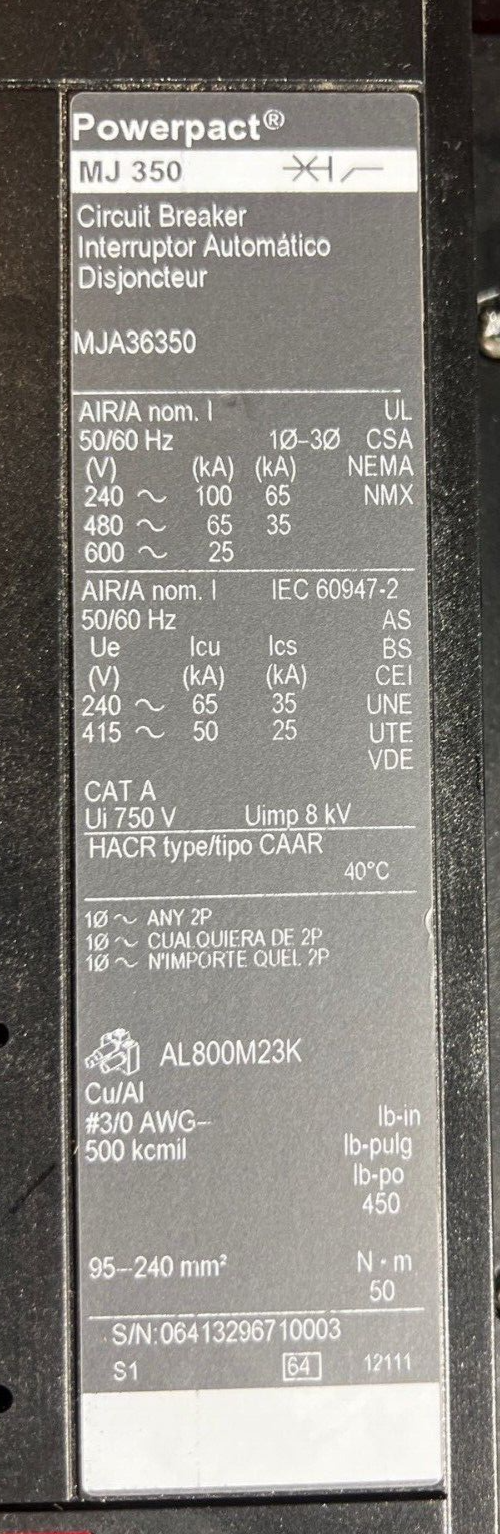 Powerpact®
MJ 350
Circuit Breaker
Interruptor Automático
Disjoncteur
MJA36350
AIR/A nom. I UL
50/60 Hz 1Ø-3Ø CSA
(V) (kA) (kA) NEMA
240 ~ 100 65 NMX
480 ~ 65 35
600 ~ 25
AIR/A nom. I IEC 60947-2
50/60 Hz AS
Ue Icu Ics BS
(V) (kA) (kA) CEI
240 ~ 65 35 UNE
415 ~ 50 25 UTE
VDE
CAT A
Ui 750 V Uimp 8 kV
HACR type/tipo CAAR
40°C
1Ø ~ ANY 2P
1Ø ~ CUALQUIERA DE 2P
1Ø ~ N'IMPORTE QUEL 2P
AL800M23K
Cu/Al
#3/0 AWG– lb-in
500 kcmil lb-pulg
lb-po
450
95–240 mm² N · m
50
S/N:06413296710003
S1 64 12111